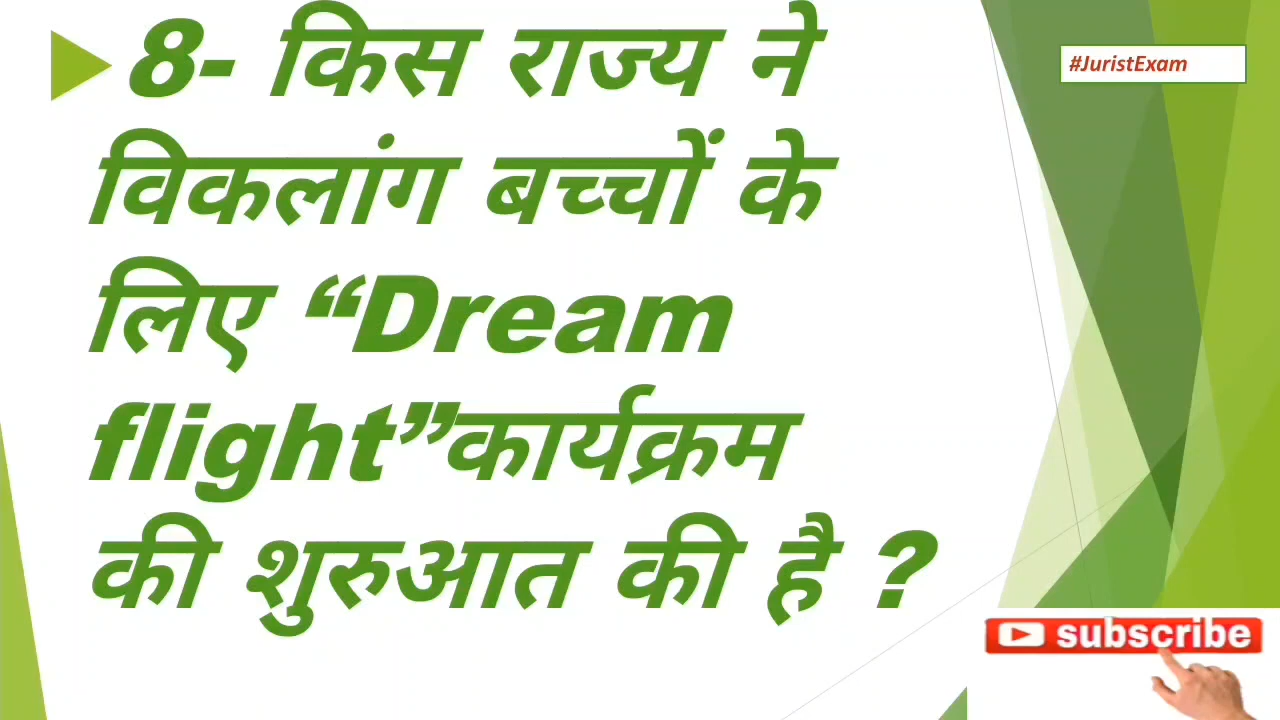 8- किस राज्य ने
विकलांग बच्चों के
लिए “Dream
flight”कार्यक्रम
की शुरुआत की है ?
#JuristExam
subscribe